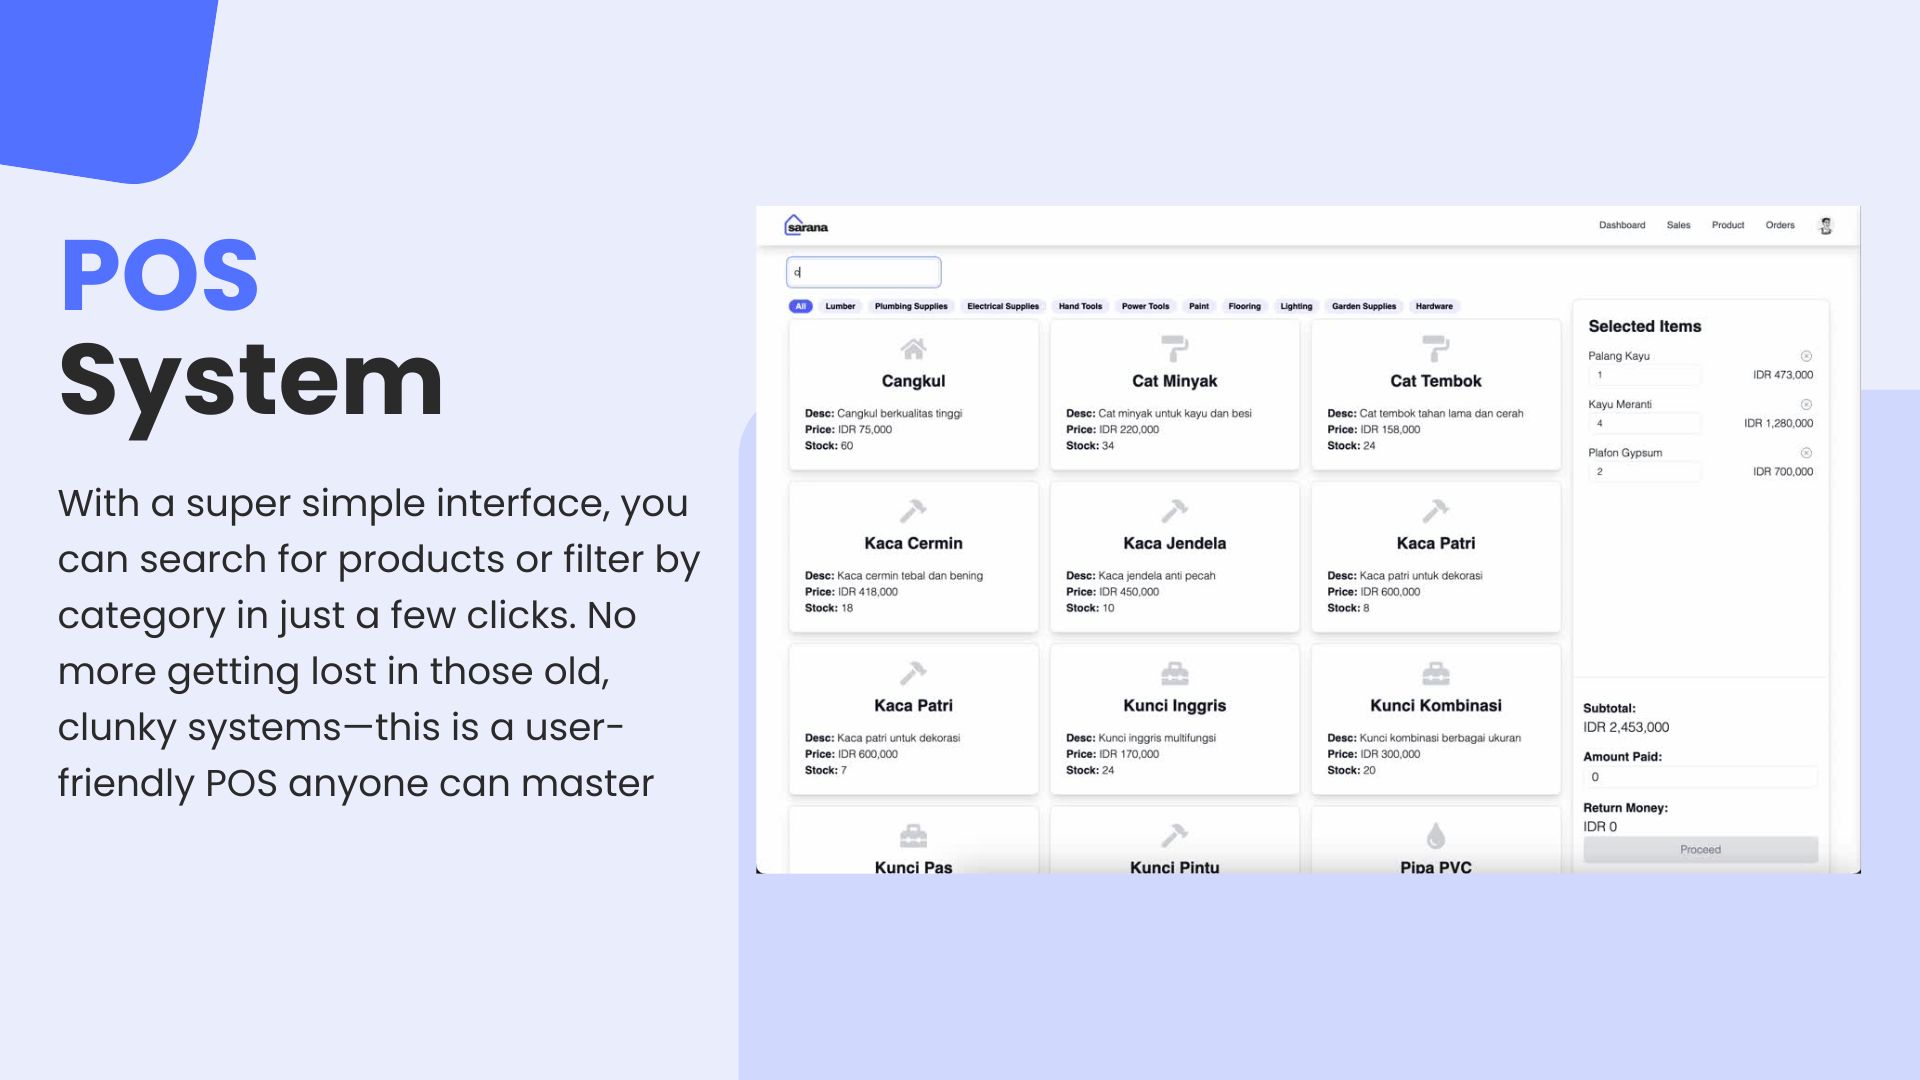 POS
System
With a super simple interface, you
can search for products or filter by
category in just a few clicks. No
more getting lost in those old,
clunky systems—this is a user-
friendly POS anyone can master
sarana
Dashboard Sales Product Orders
c
All Lumber Plumbing Supplies Electrical Supplies Hand Tools Power Tools Paint Flooring Lighting Garden Supplies Hardware
Cangkul
Desc: Cangkul berkualitas tinggi
Price: IDR 75,000
Stock: 60
Cat Minyak
Desc: Cat minyak untuk kayu dan besi
Price: IDR 220,000
Stock: 34
Cat Tembok
Desc: Cat tembok tahan lama dan cerah
Price: IDR 158,000
Stock: 24
Kaca Cermin
Desc: Kaca cermin tebal dan bening
Price: IDR 418,000
Stock: 18
Kaca Jendela
Desc: Kaca jendela anti pecah
Price: IDR 450,000
Stock: 10
Kaca Patri
Desc: Kaca patri untuk dekorasi
Price: IDR 600,000
Stock: 8
Kaca Patri
Desc: Kaca patri untuk dekorasi
Price: IDR 600,000
Stock: 7
Kunci Inggris
Desc: Kunci inggris multifungsi
Price: IDR 170,000
Stock: 24
Kunci Kombinasi
Desc: Kunci kombinasi berbagai ukuran
Price: IDR 300,000
Stock: 20
Kunci Pas
Kunci Pintu
Pipa PVC
Selected Items
Palang Kayu
1 IDR 473,000
Kayu Meranti
4 IDR 1,280,000
Plafon Gypsum
2 IDR 700,000
Subtotal:
IDR 2,453,000
Amount Paid:
0
Return Money:
IDR 0
Proceed